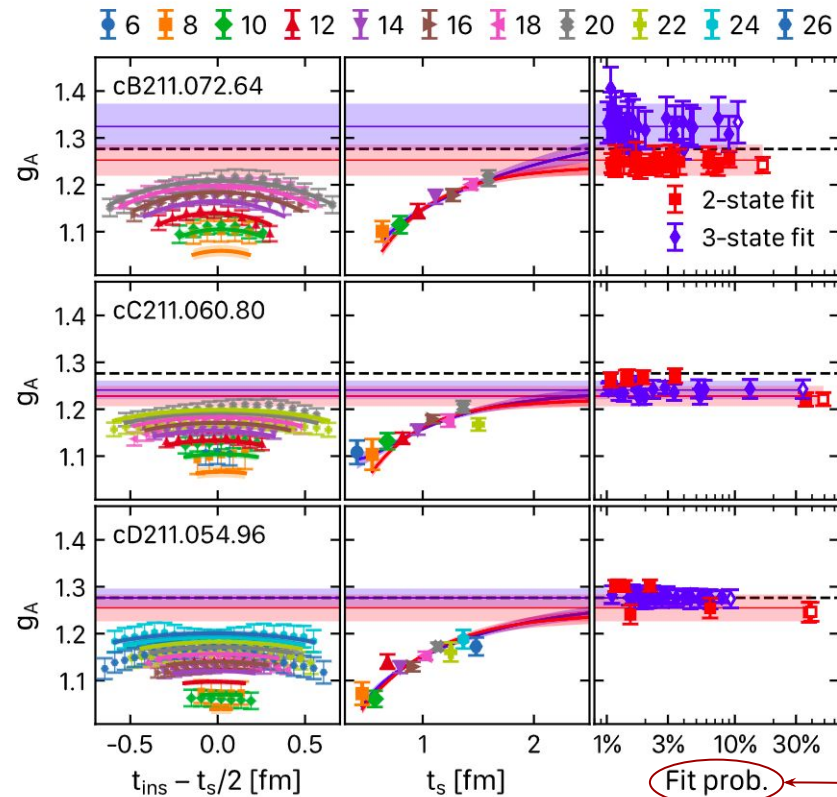 6 8 10 12 14 16 18 20 22 24 26
cB211.072.64
g_A
1.4
1.3
1.2
1.1
2-state fit
3-state fit
cC211.060.80
g_A
1.4
1.3
1.2
1.1
cD211.054.96
g_A
1.4
1.3
1.2
1.1
−0.5 0.0 0.5 1 2 1% 3% 10% 30%
t_ins − t_s/2 [fm] t_s [fm] Fit prob.